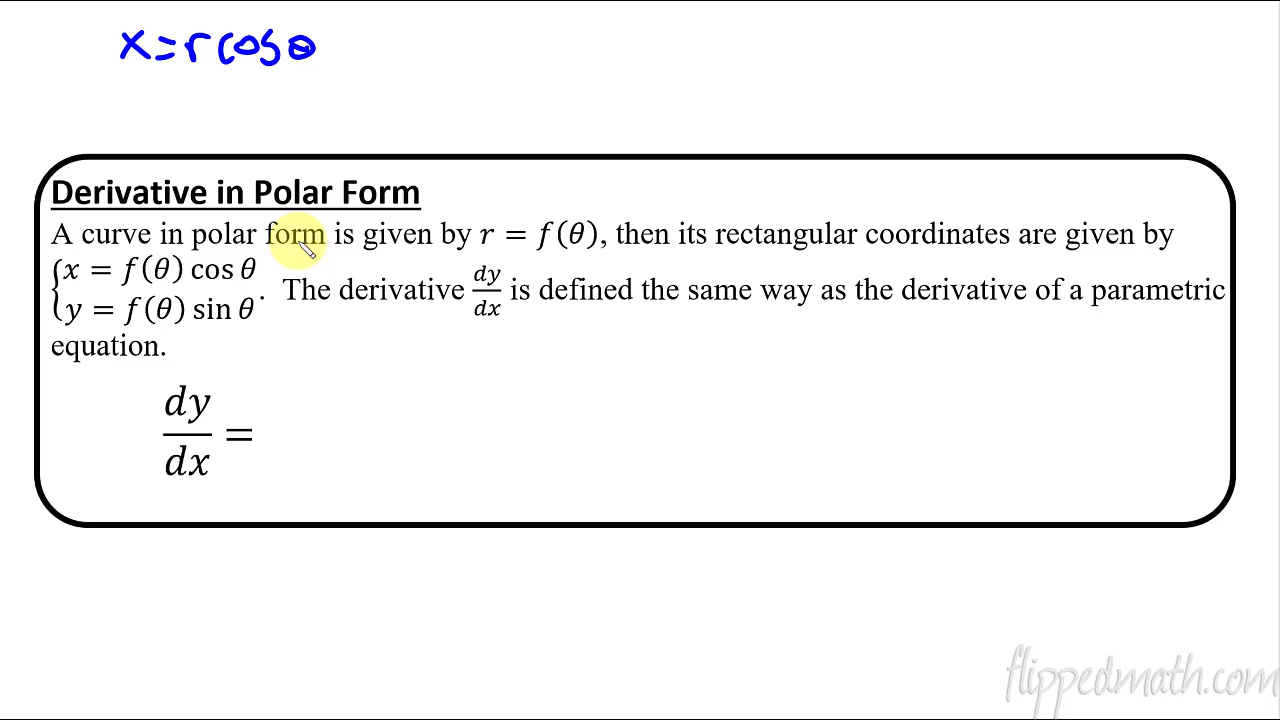 x=rcosθ
Derivative in Polar Form
A curve in polar form is given by r = f(θ), then its rectangular coordinates are given by
{x = f(θ) cos θ
y = f(θ) sin θ. The derivative dy/dx is defined the same way as the derivative of a parametric
equation.
dy/dx =
flippedmath.com